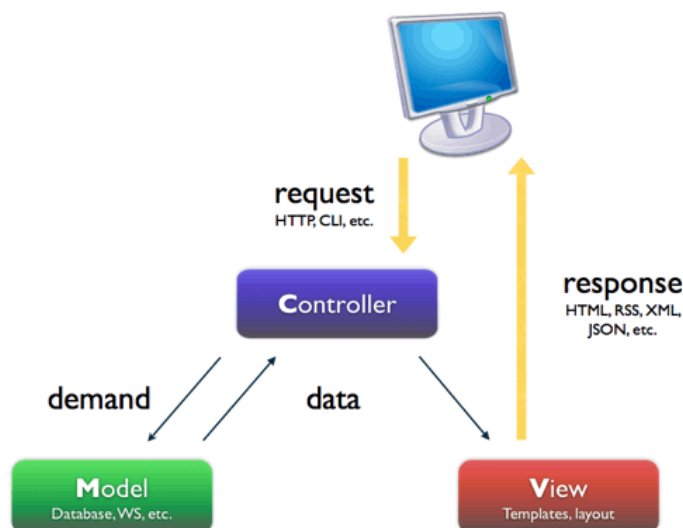 request
HTTP, CLI, etc.
response
HTML, RSS, XML,
JSON, etc.
Controller
demand
data
Model
Database, WS, etc.
View
Templates, layout